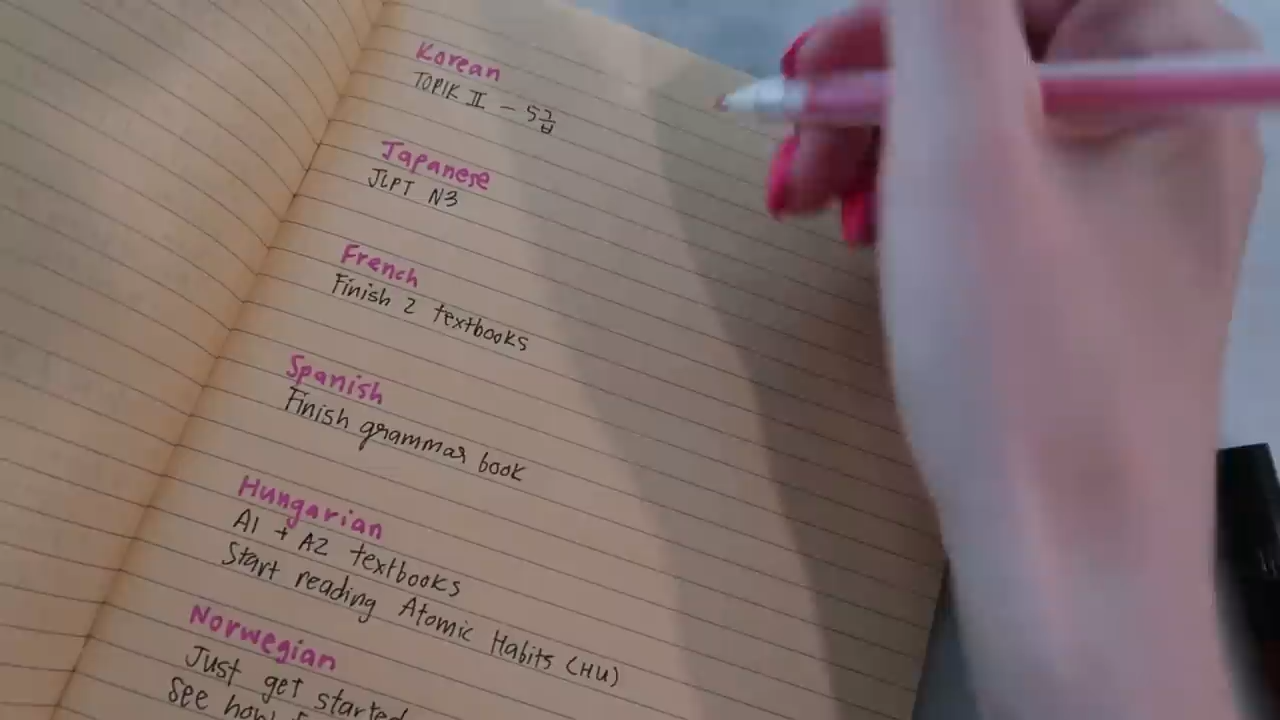 Korean
TOPIK II - 5급
Japanese
JLPT N3
French
Finish 2 textbooks
Spanish
Finish grammar book
Hungarian
A1 + A2 textbooks
Start reading Atomic Habits (HU)
Norwegian
Just get started
See how